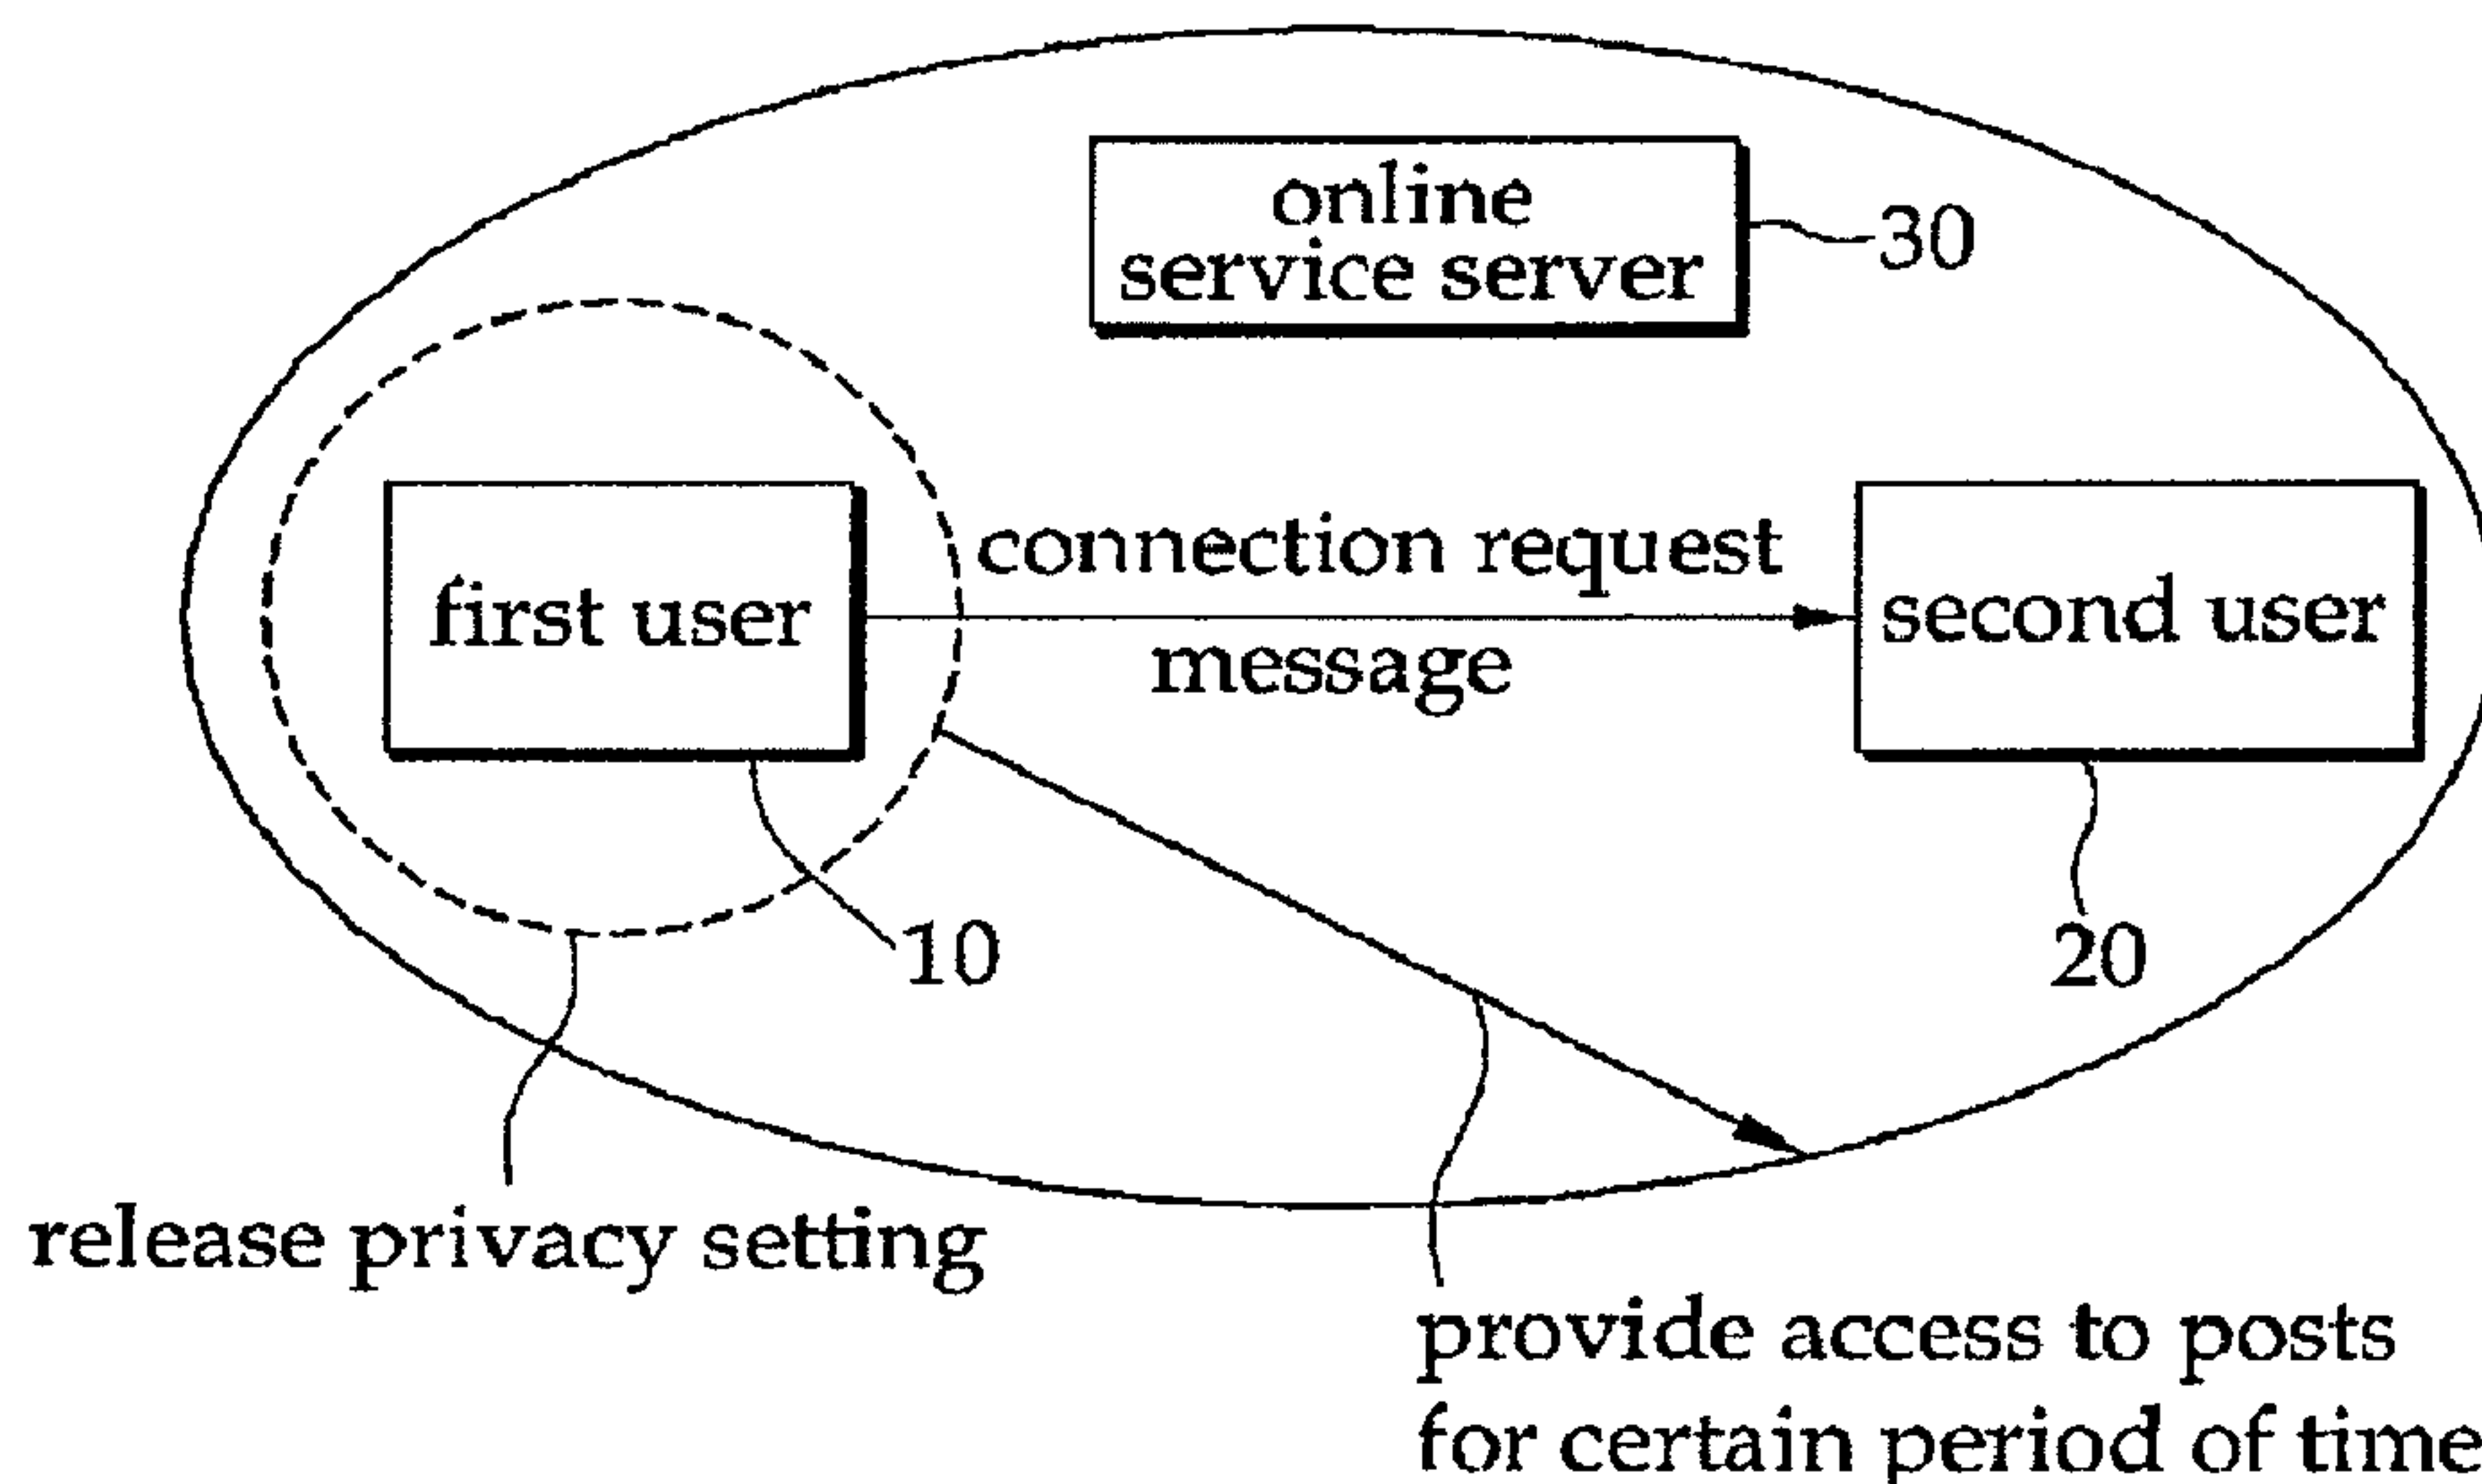 online
service server
30
first user
connection request
message
second user
10
20
release privacy setting
provide access to posts
for certain period of time